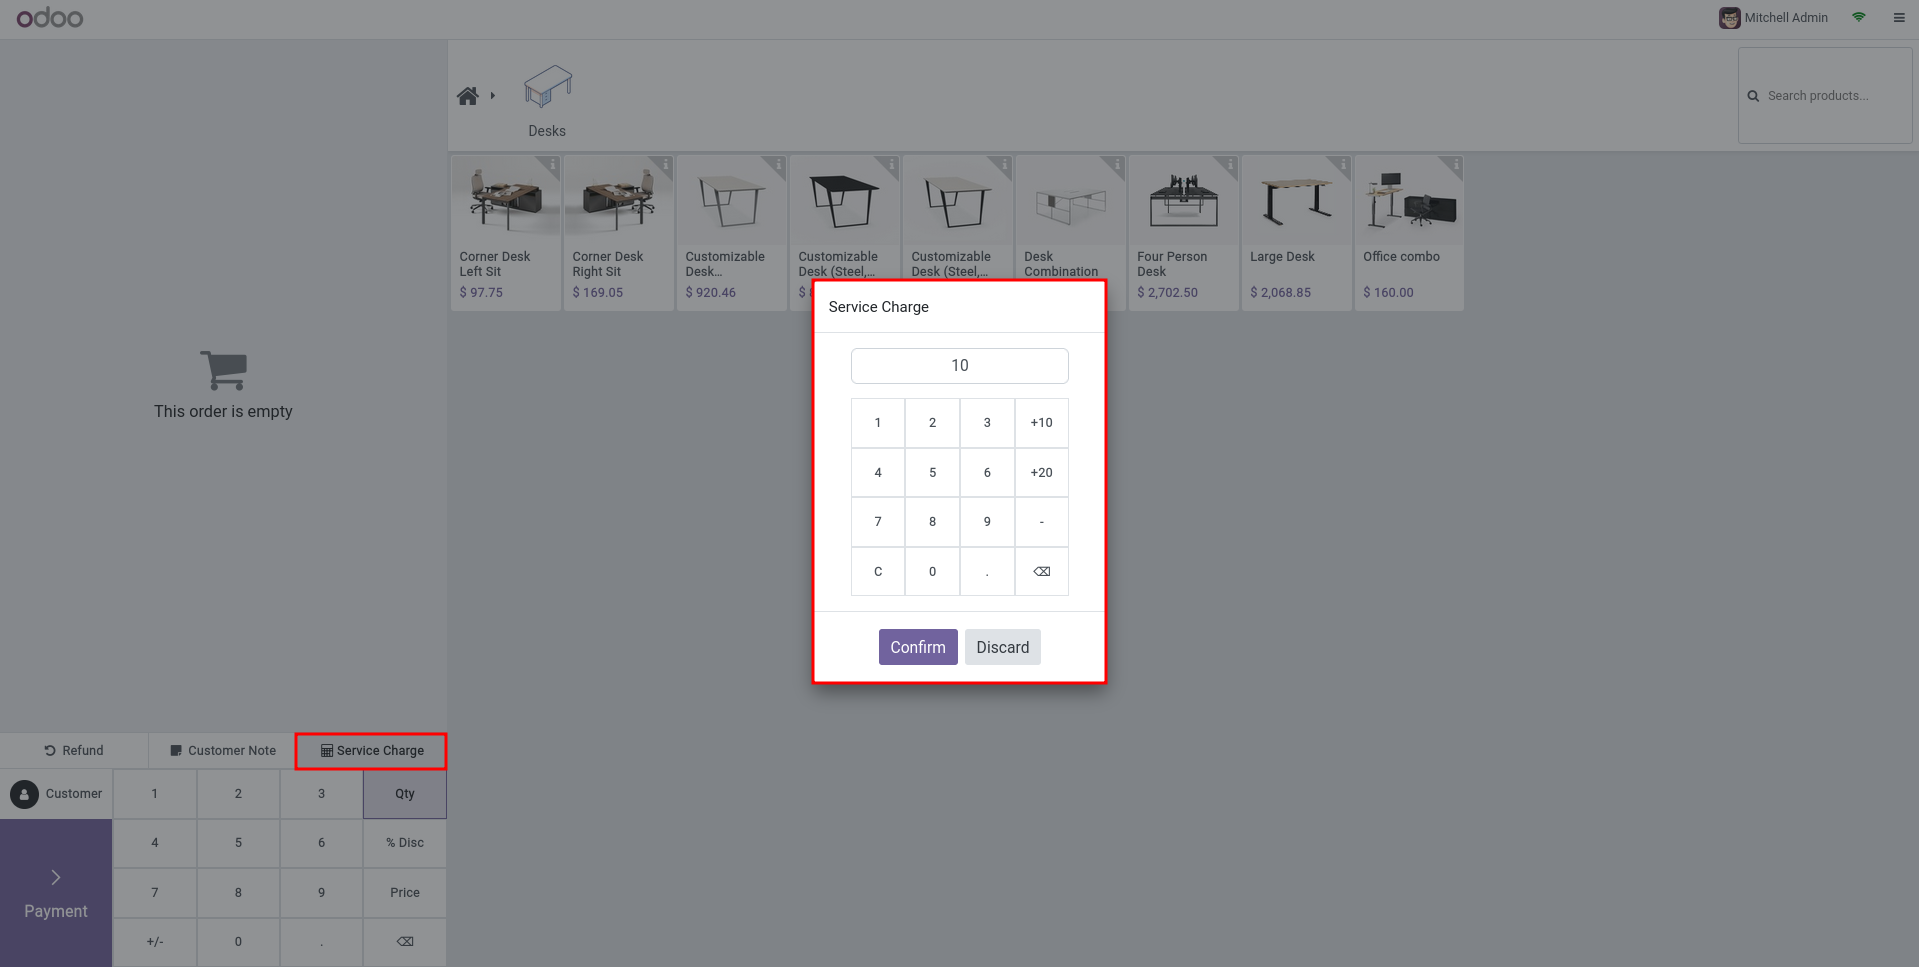 odoo
Mitchell Admin
Desks
Search products...
Corner Desk
Left Sit
$ 97.75
Corner Desk
Right Sit
$ 169.05
Customizable
Desk...
$ 920.46
Customizable
Desk (Steel,...
$
Customizable
Desk (Steel,...
Desk
Combination
Four Person
Desk
$ 2,702.50
Large Desk
$ 2,068.85
Office combo
$ 160.00
This order is empty
Service Charge
10
1 2 3 +10
4 5 6 +20
7 8 9 -
C 0 . ⌫
Confirm Discard
Refund Customer Note Service Charge
Customer 1 2 3 Qty
4 5 6 % Disc
7 8 9 Price
Payment
+/- 0 . ⌫